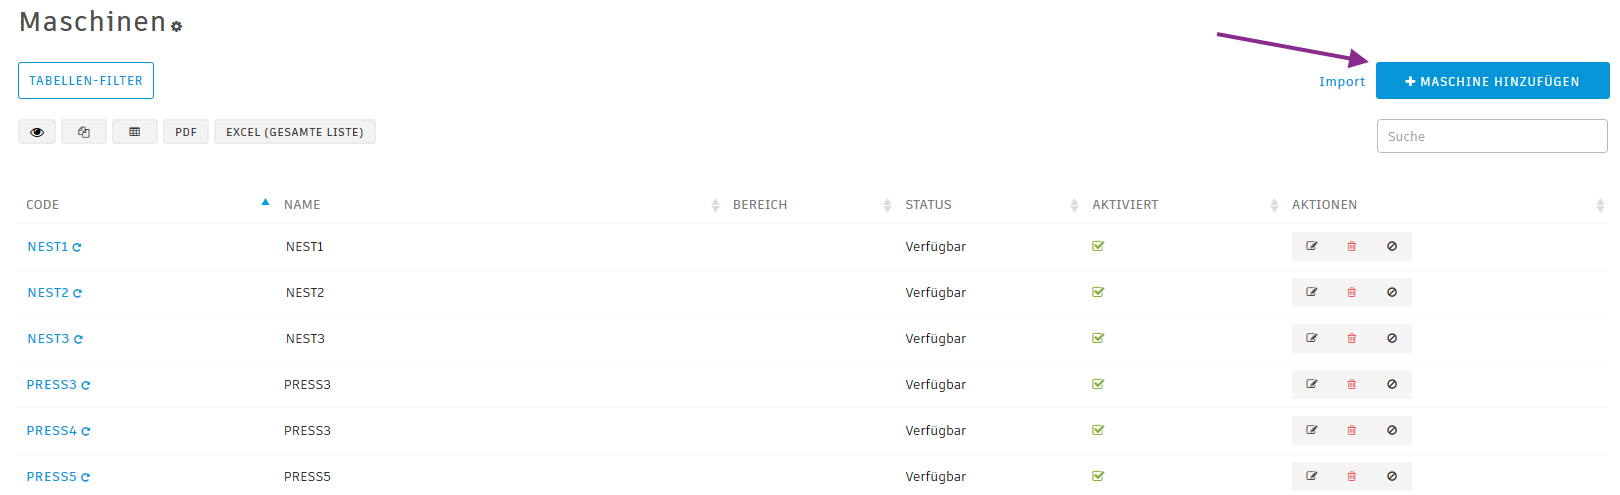 Maschinen
TABELLEN-FILTER
Import
MASCHINE HINZUFÜGEN
PDF
EXCEL (GESAMTE LISTE)
Suche
CODE NAME BEREICH STATUS AKTIVIERT AKTIONEN
NEST1 NEST1 Verfügbar
NEST2 NEST2 Verfügbar
NEST3 NEST3 Verfügbar
PRESS3 PRESS3 Verfügbar
PRESS4 PRESS3 Verfügbar
PRESS5 PRESS5 Verfügbar